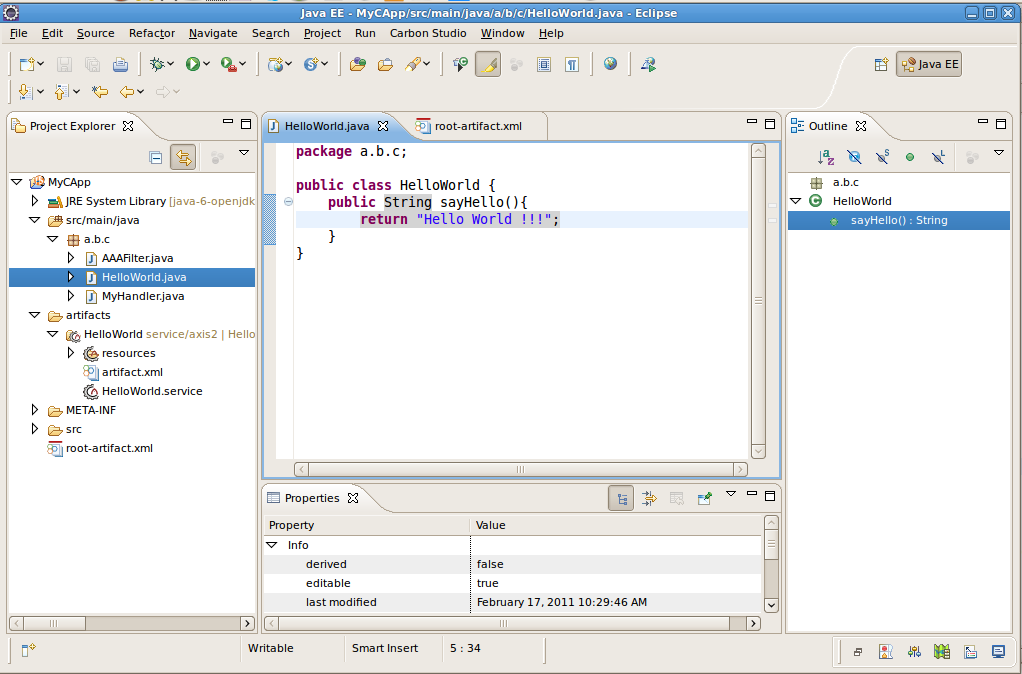 Java EE - MyCApp/src/main/java/a/b/c/HelloWorld.java - Eclipse
File Edit Source Refactor Navigate Search Project Run Carbon Studio Window Help
Java EE
Project Explorer
MyCApp
JRE System Library [java-6-openjdk
src/main/java
a.b.c
AAAFilter.java
HelloWorld.java
MyHandler.java
artifacts
HelloWorld service/axis2 | Hello
resources
artifact.xml
HelloWorld.service
META-INF
src
root-artifact.xml
HelloWorld.java root-artifact.xml
package a.b.c;
public class HelloWorld {
public String sayHello(){
return "Hello World !!!";
}
}
Properties
Property Value
Info
derived false
editable true
last modified February 17, 2011 10:29:46 AM
Outline
a.b.c
HelloWorld
sayHello() : String
Writable Smart Insert 5 : 34